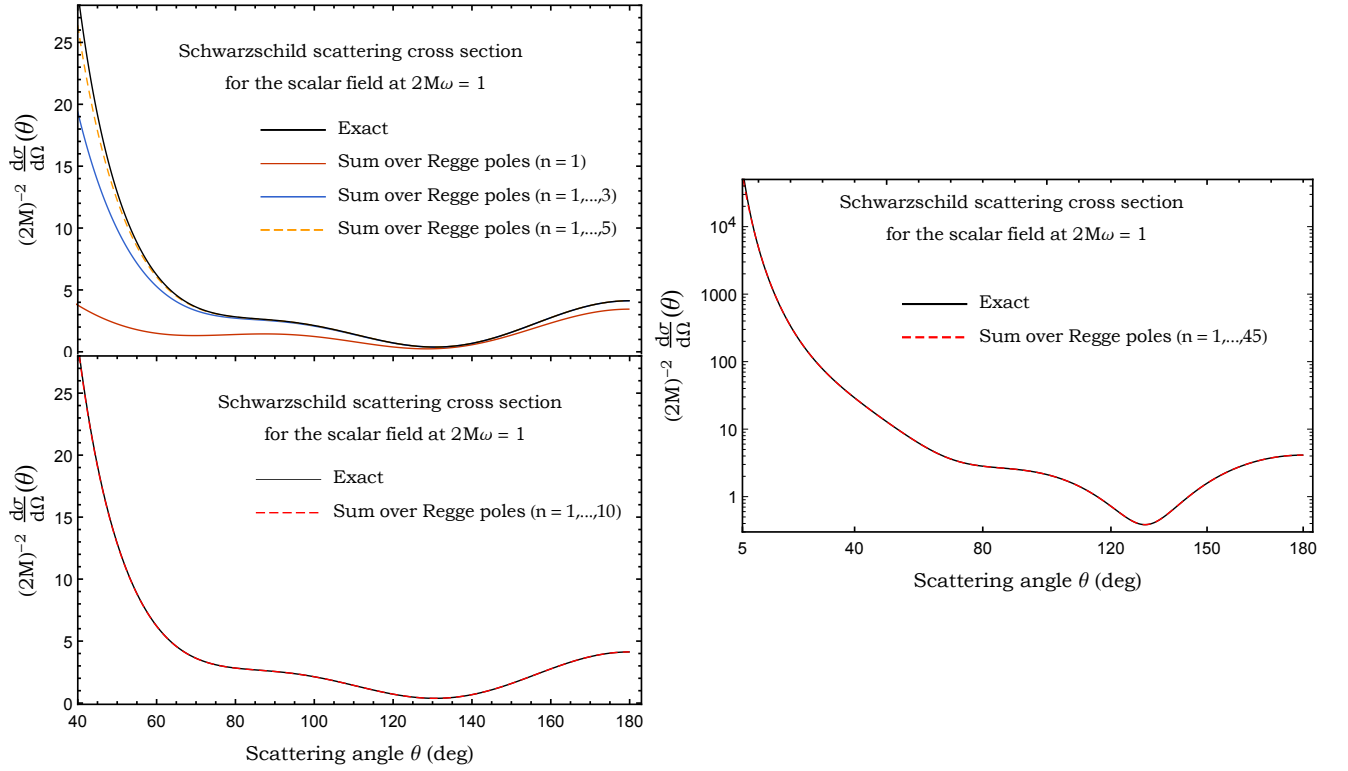 25
20
15
10
5
0
(2M)⁻² dσ/dΩ(θ)
Schwarzschild scattering cross section
for the scalar field at 2Mω = 1
Exact
Sum over Regge poles (n = 1)
Sum over Regge poles (n = 1,...,3)
Sum over Regge poles (n = 1,...,5)
25
20
15
10
5
0
(2M)⁻² dσ/dΩ(θ)
Schwarzschild scattering cross section
for the scalar field at 2Mω = 1
Exact
Sum over Regge poles (n = 1,...,10)
40 60 80 100 120 140 160 180
Scattering angle θ (deg)
10⁴
1000
100
10
1
(2M)⁻² dσ/dΩ(θ)
Schwarzschild scattering cross section
for the scalar field at 2Mω = 1
Exact
Sum over Regge poles (n = 1,...,45)
5 40 80 120 150 180
Scattering angle θ (deg)